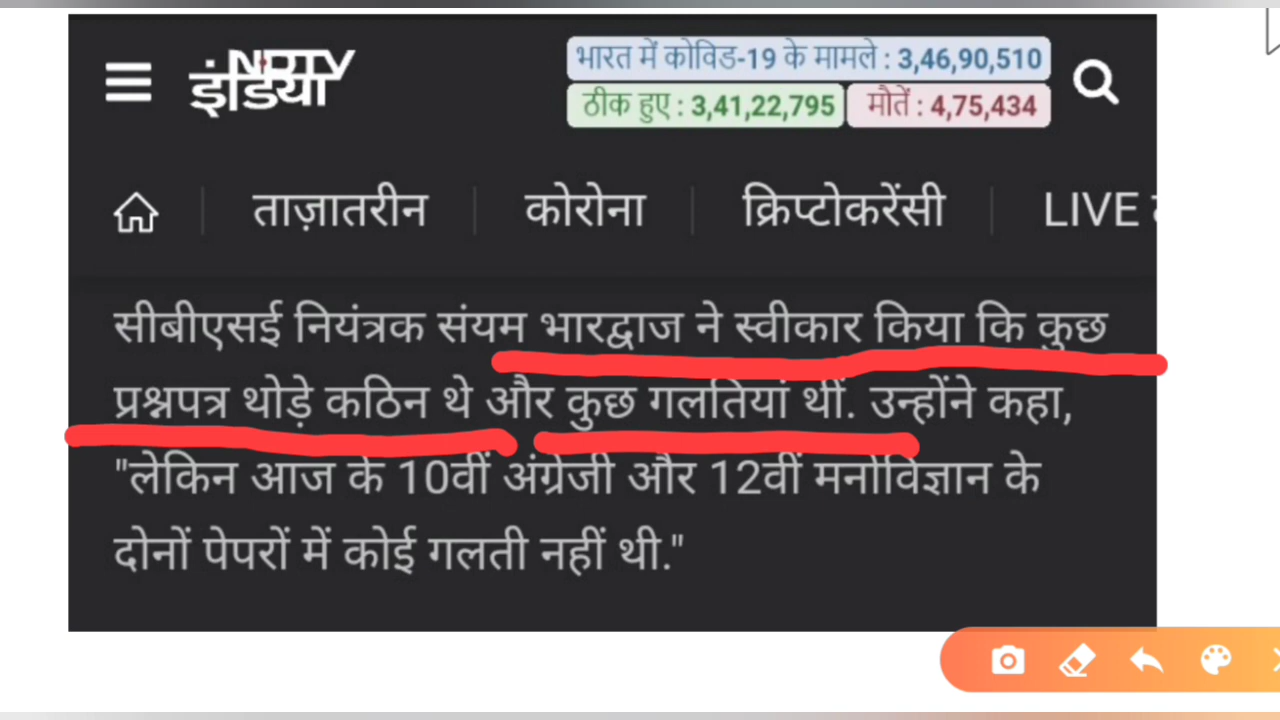 NDTV
इंडिया
भारत में कोविड-19 के मामले : 3,46,90,510
ठीक हुए : 3,41,22,795 मौतें : 4,75,434
ताज़ातरीन कोरोना क्रिप्टोकरेंसी LIVE
सीबीएसई नियंत्रक संयम भारद्वाज ने स्वीकार किया कि कुछ
प्रश्नपत्र थोड़े कठिन थे और कुछ गलतियां थीं. उन्होंने कहा,
"लेकिन आज के 10वीं अंग्रेजी और 12वीं मनोविज्ञान के
दोनों पेपरों में कोई गलती नहीं थी."